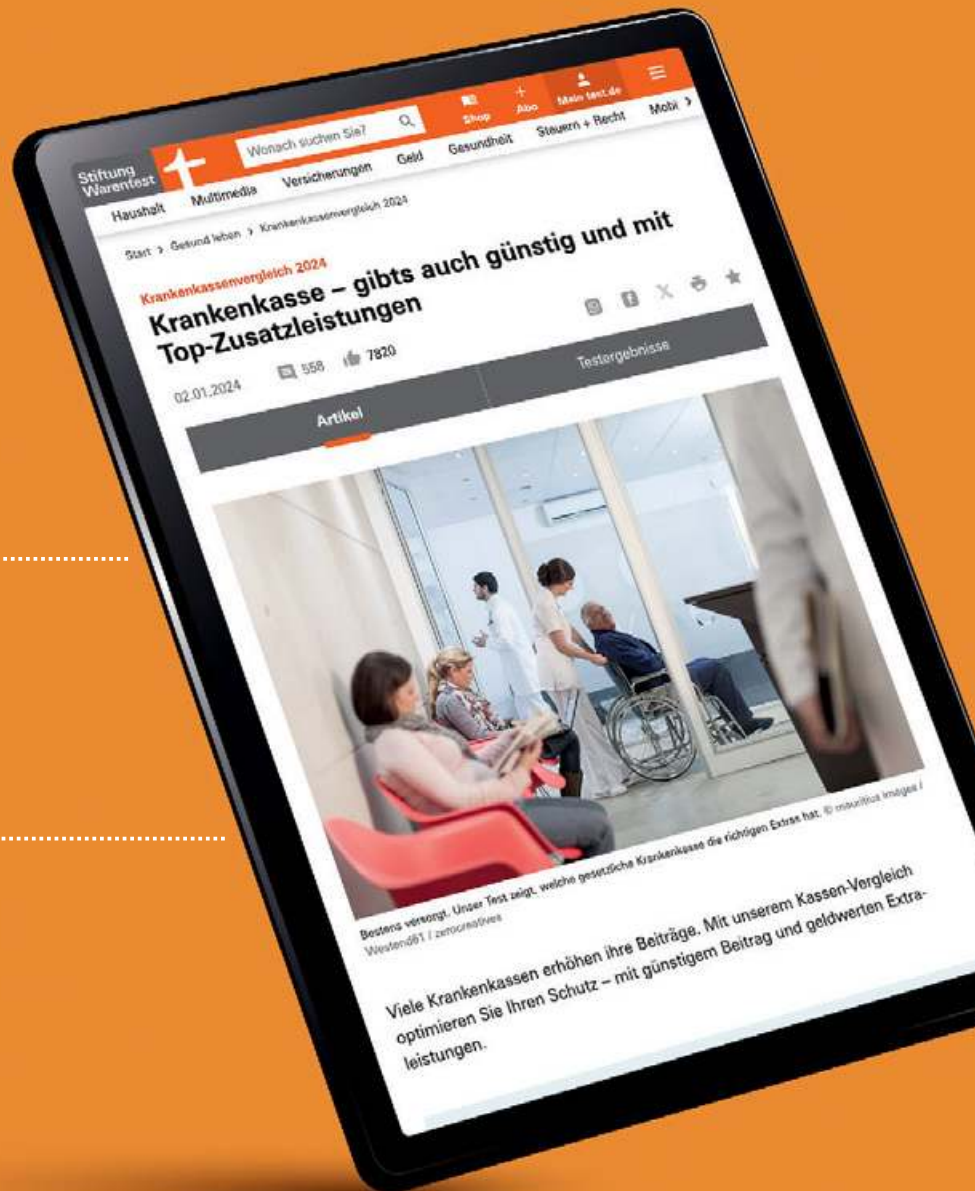 Stiftung
Warentest
Wonach suchen Sie?
Shop
Abo
Mein test.de
Haushalt Multimedia Versicherungen Geld Gesundheit Steuern + Recht Mobi
Start > Gesund leben > Krankenkassenvergleich 2024
Krankenkassenvergleich 2024
Krankenkasse – gibts auch günstig und mit
Top-Zusatzleistungen
02.01.2024 558 7820
Artikel
Testergebnisse
Bestens versorgt. Unser Test zeigt, welche gesetzliche Krankenkasse die richtigen Extras hat. © mauritius images /
Westend61 / zerocreatives
Viele Krankenkassen erhöhen ihre Beiträge. Mit unserem Kassen-Vergleich
optimieren Sie Ihren Schutz – mit günstigem Beitrag und geldwerten Extra-
leistungen.